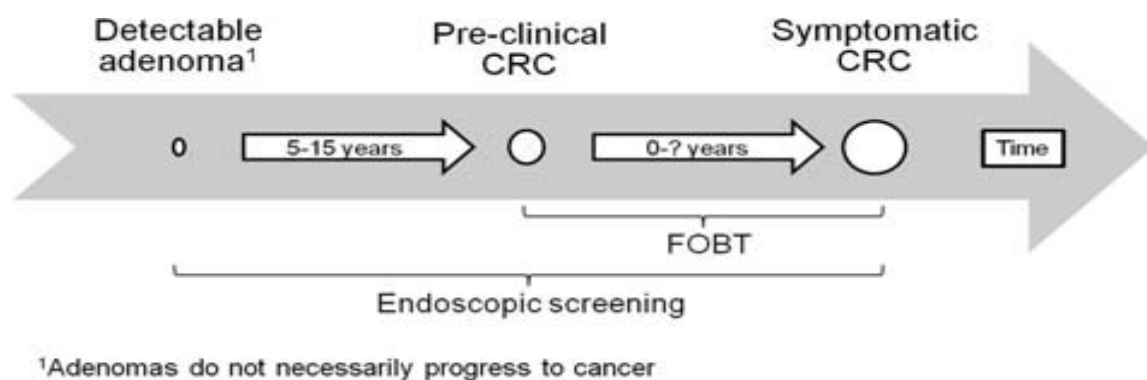 Detectable
adenoma¹
Pre-clinical
CRC
Symptomatic
CRC
0
5-15 years
0-? years
Time
FOBT
Endoscopic screening
¹Adenomas do not necessarily progress to cancer